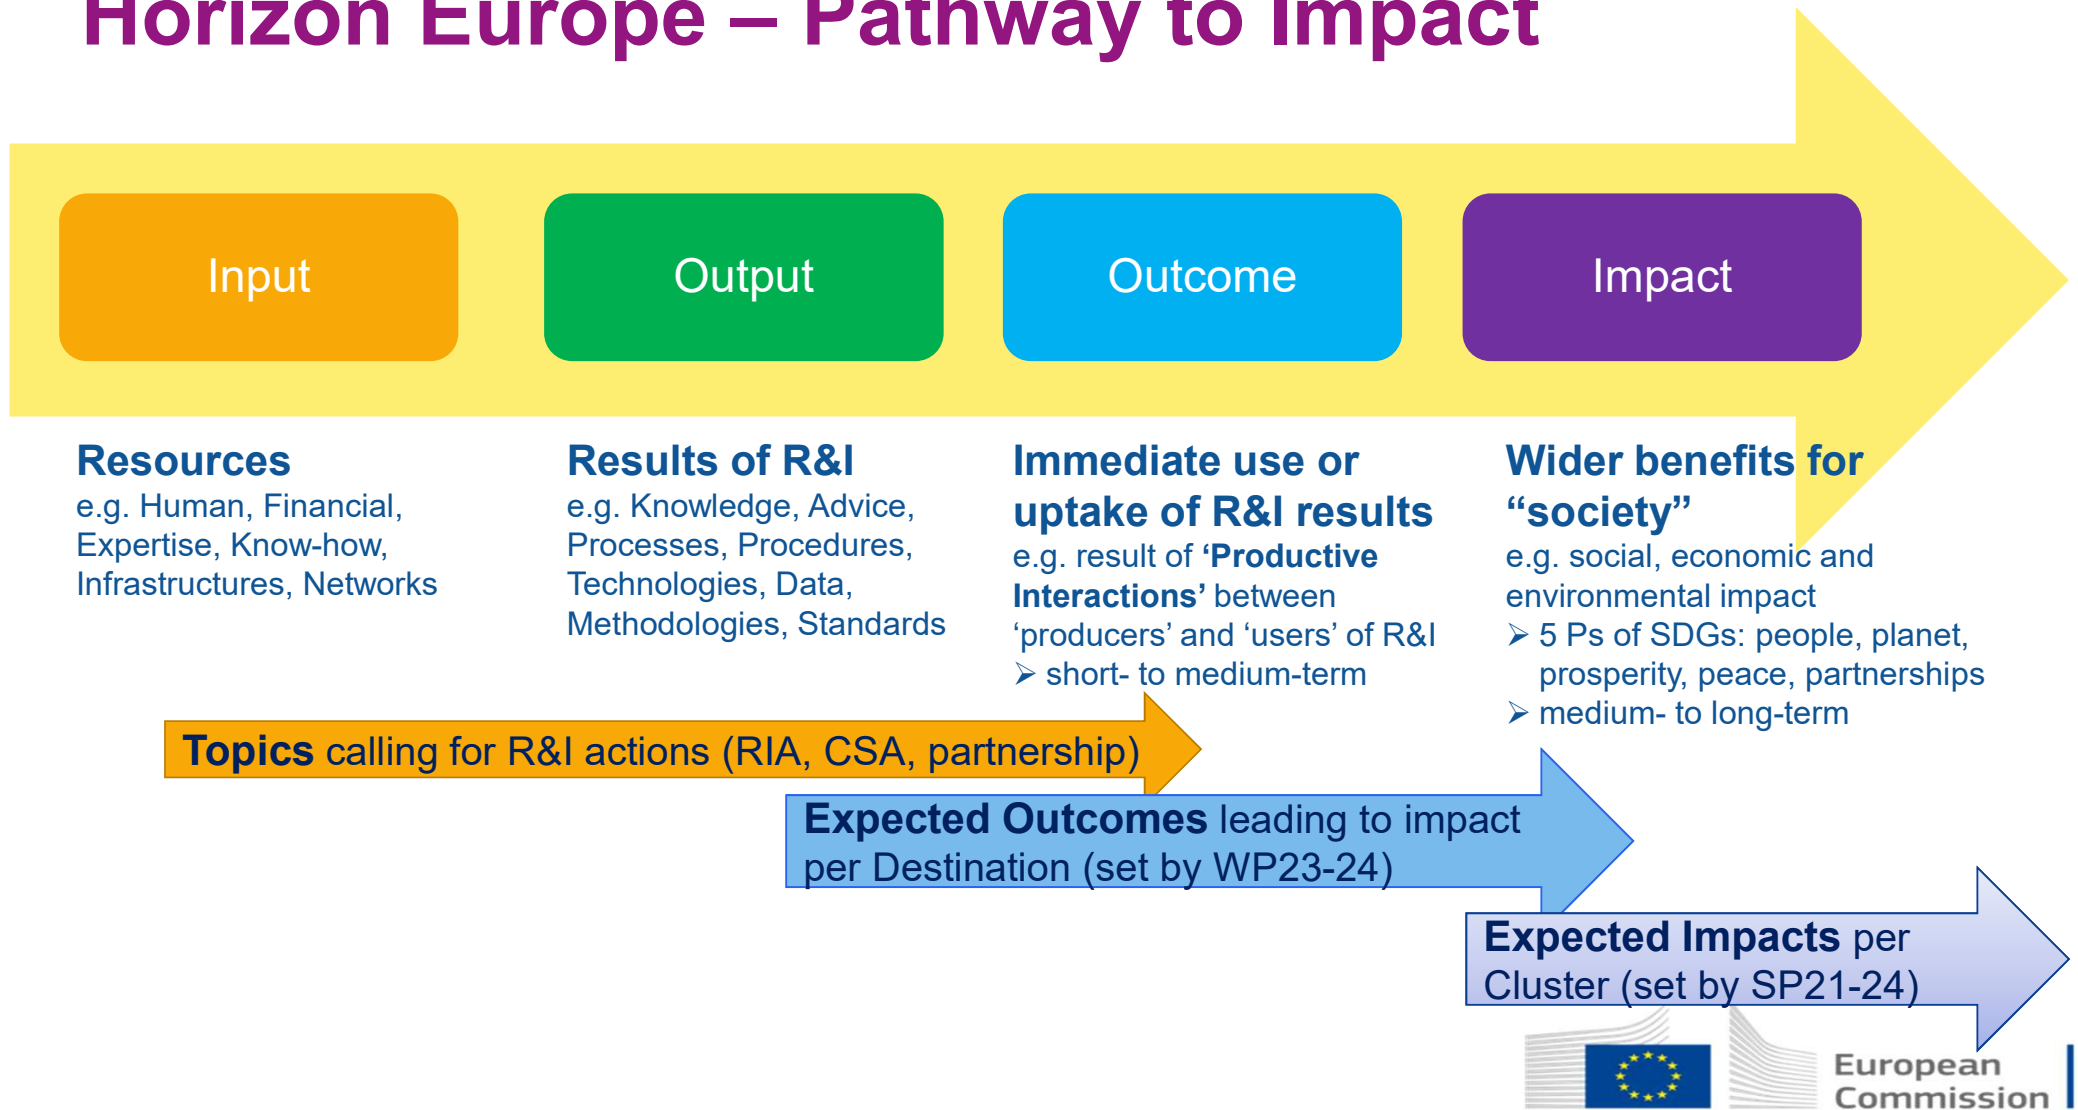 Horizon Europe – Pathway to Impact
Input
Output
Outcome
Impact
Resources
e.g. Human, Financial,
Expertise, Know-how,
Infrastructures, Networks
Results of R&I
e.g. Knowledge, Advice,
Processes, Procedures,
Technologies, Data,
Methodologies, Standards
Immediate use or
uptake of R&I results
e.g. result of ‘Productive
Interactions’ between
‘producers’ and ‘users’ of R&I
➢ short- to medium-term
Wider benefits for
“society”
e.g. social, economic and
environmental impact
➢ 5 Ps of SDGs: people, planet,
prosperity, peace, partnerships
➢ medium- to long-term
Topics calling for R&I actions (RIA, CSA, partnership)
Expected Outcomes leading to impact
per Destination (set by WP23-24)
Expected Impacts per
Cluster (set by SP21-24)
European
Commission